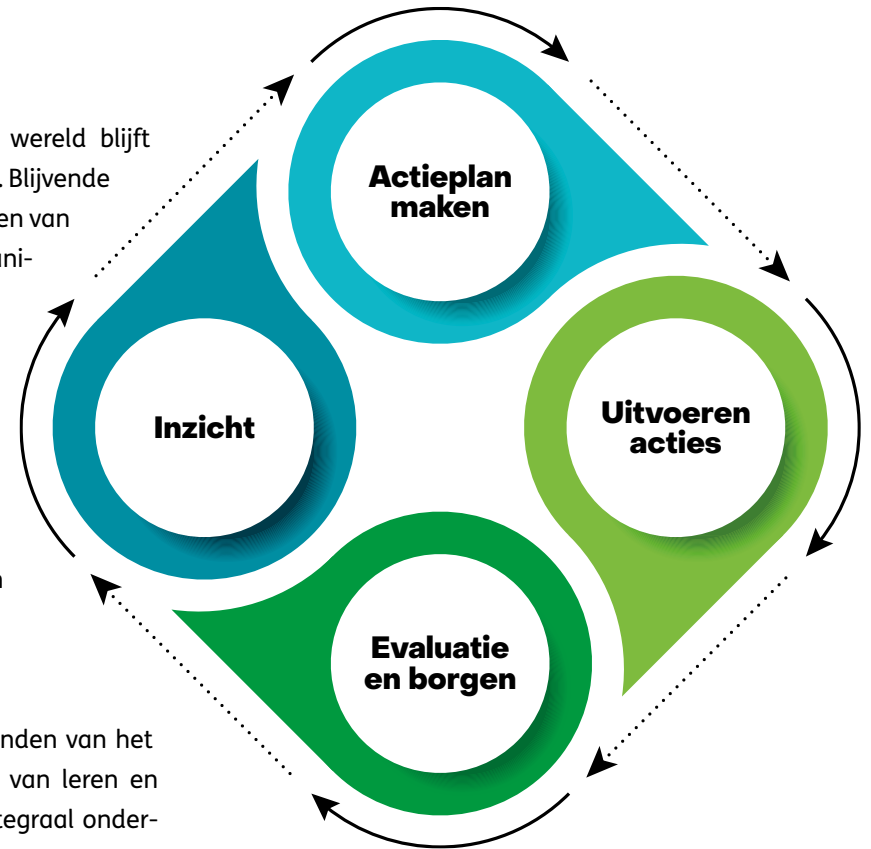 wereld blijft
. Blijvende
en van
ni-
n
nden van het
van leren en
tegraal onder-
Actieplan
maken
Uitvoeren
acties
Evaluatie
en borgen
Inzicht